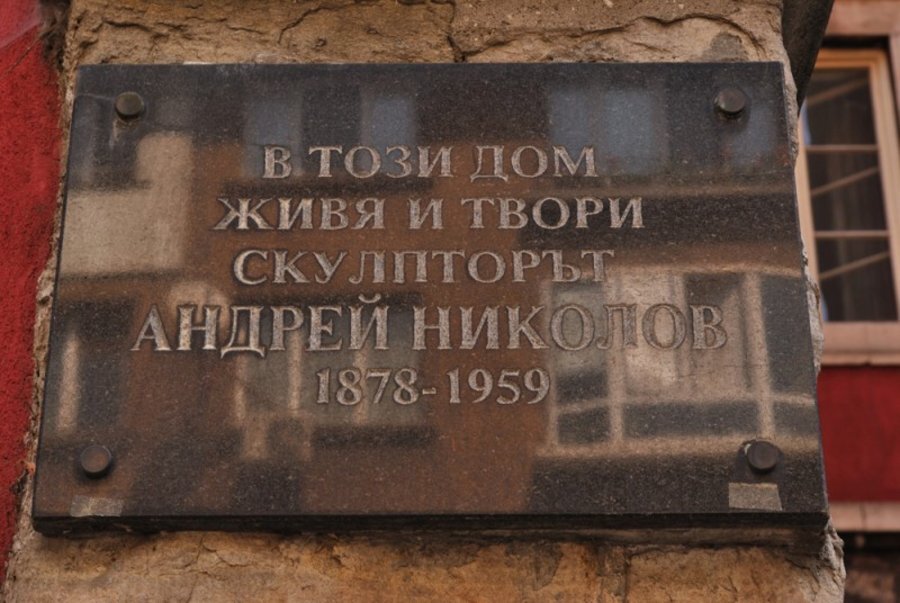 В ТОЗИ ДОМ
ЖИВЯ И ТВОРИ
СКУЛПТОРЪТ
АНДРЕЙ НИКОЛОВ
1878-1959